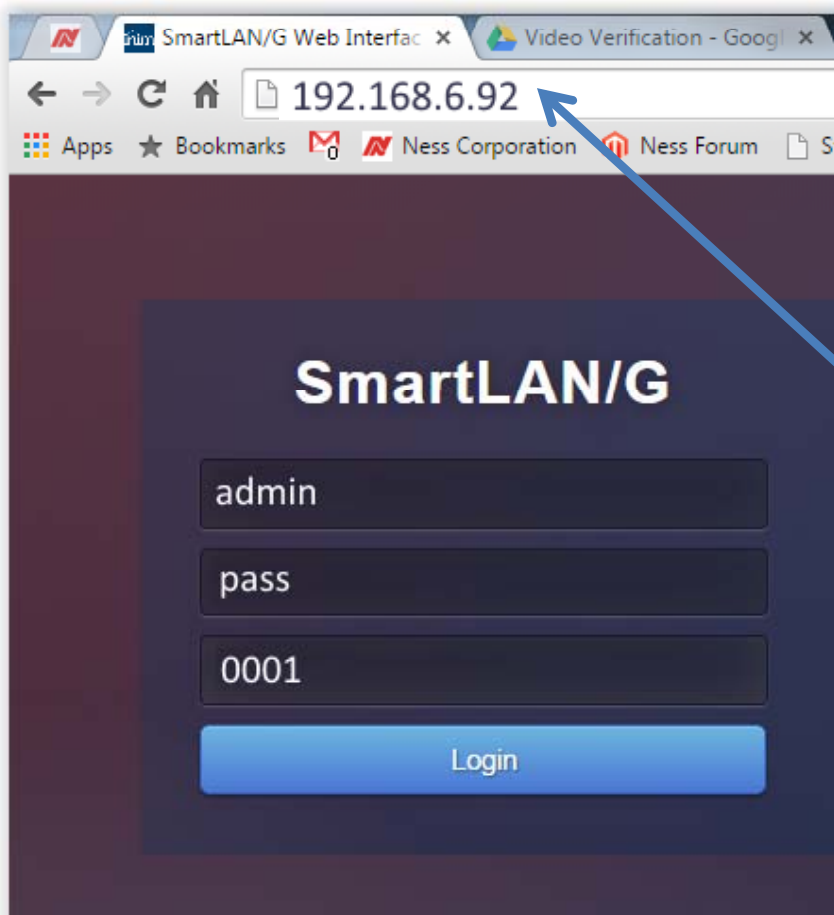 SmartLAN/G Web Interfac Video Verification - Googl
192.168.6.92
Apps Bookmarks Ness Corporation Ness Forum S
SmartLAN/G
admin
pass
0001
Login